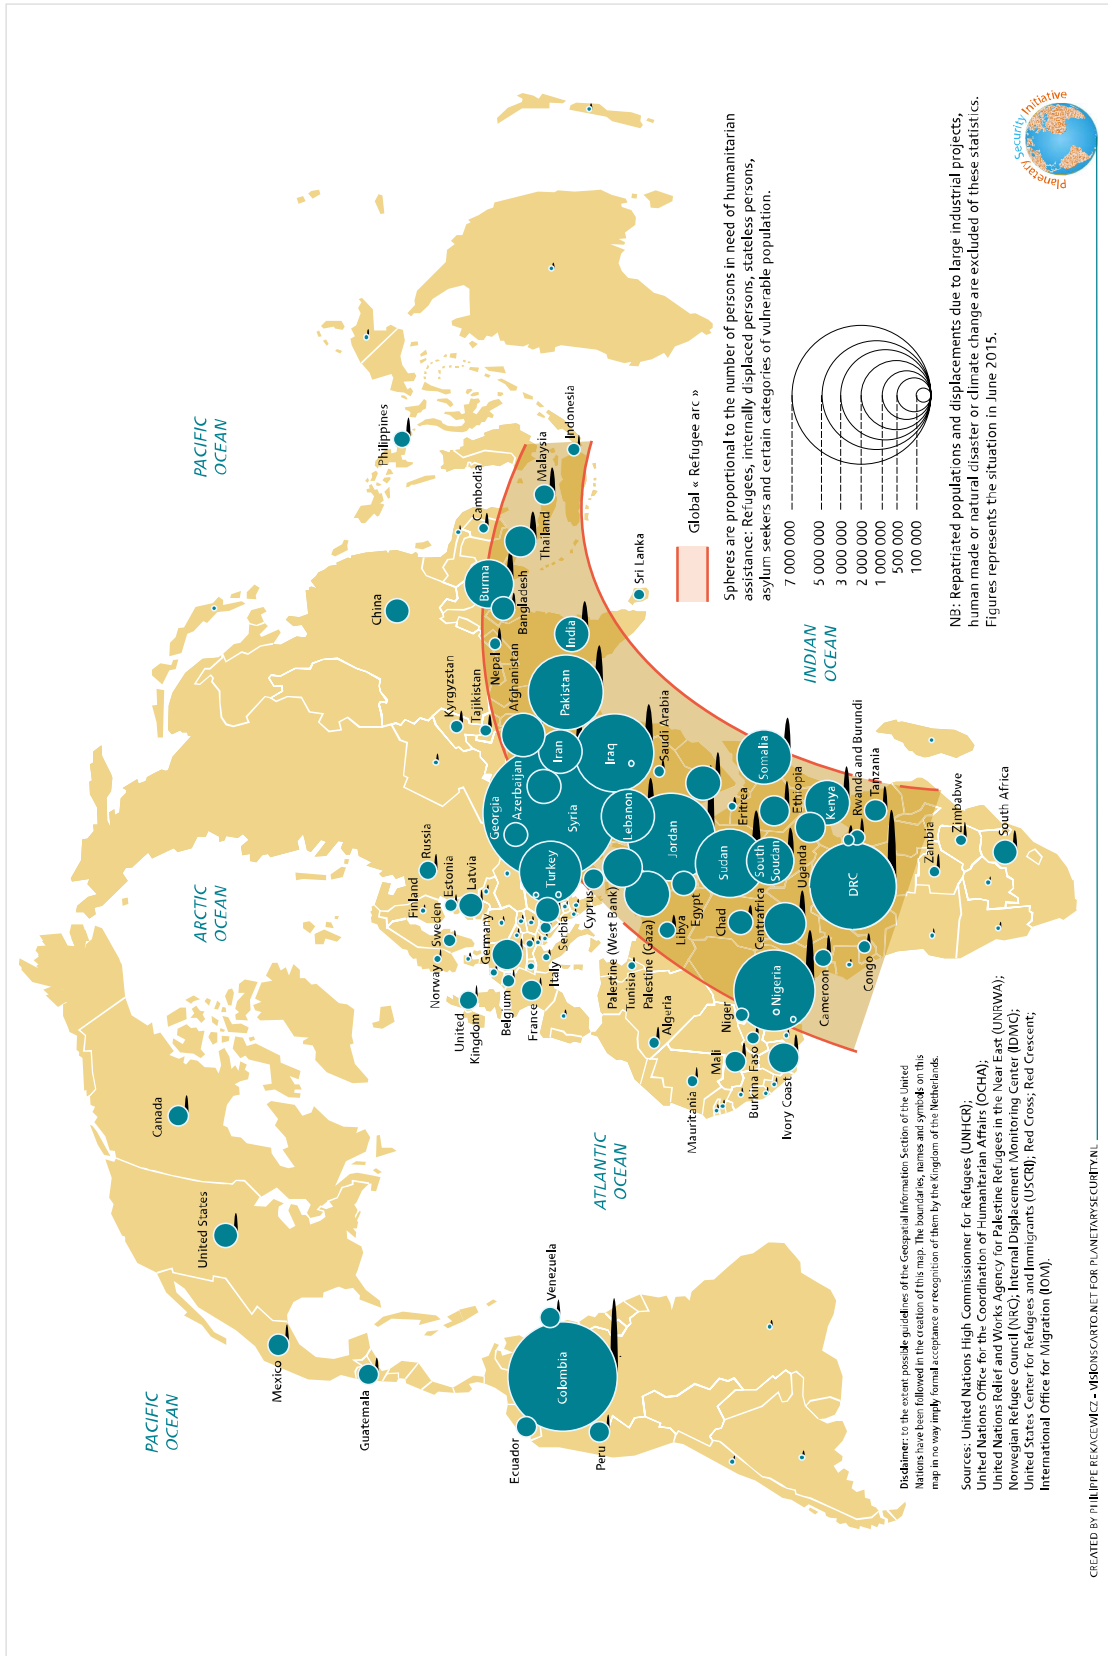 PACIFIC
OCEAN
ARCTIC
OCEAN
PACIFIC
OCEAN
ATLANTIC
OCEAN
INDIAN
OCEAN
Canada
United States
Mexico
Guatemala
Ecuador
Peru
Colombia
Venezuela
Norway
Sweden
Finland
Estonia
Latvia
Russia
United
Kingdom
Germany
Belgium
France
Italy
Serbia
Cyprus
Turkey
Georgia
Azerbaijan
Syria
Iran
Iraq
Lebanon
Jordan
Palestine (West Bank)
Palestine (Gaza)
Tunisia
Algeria
Libya
Egypt
Saudi Arabia
Kyrgyzstan
Tajikistan
Afghanistan
Pakistan
Nepal
India
China
Burma
Bangladesh
Thailand
Cambodia
Malaysia
Indonesia
Philippines
Sri Lanka
Mauritania
Mali
Niger
Burkina Faso
Ivory Coast
Nigeria
Cameroon
Congo
Chad
Centrafrica
Sudan
South
Soudan
Eritrea
Ethiopia
Somalia
Uganda
Kenya
Rwanda and Burundi
Tanzania
DRC
Zambia
Zimbabwe
South Africa
Global « Refugee arc »
Spheres are proportional to the number of persons in need of humanitarian
assistance: Refugees, internally displaced persons, stateless persons,
asylum seekers and certain categories of vulnerable population.
7 000 000
5 000 000
3 000 000
2 000 000
1 000 000
500 000
100 000
NB: Repatriated populations and displacements due to large industrial projects,
human made or natural disaster or climate change are excluded of these statistics.
Figures represents the situation in June 2015.
Planetary Security Initiative
Disclaimer: to the extent possible guidelines of the Geospatial Information Section of the United
Nations have been followed in the creation of this map. The boundaries, names and symbols on this
map in no way imply formal acceptance or recognition of them by the Kingdom of the Netherlands.
Sources: United Nations High Commissionner for Refugees (UNHCR);
United Nations Office for the Coordination of Humanitarian Affairs (OCHA);
United Nations Relief and Works Agency for Palestine Refugees in the Near East (UNRWA);
Norwegian Refugee Council (NRC); Internal Displacement Monitoring Center (IDMC);
United States Center for Refugees and Immigrants (USCRI); Red Cross; Red Crescent;
International Office for Migration (IOM).
CREATED BY PHILIPPE REKACEWICZ - VISIONSCARTO.NET FOR PLANETARYSECURITY.NL